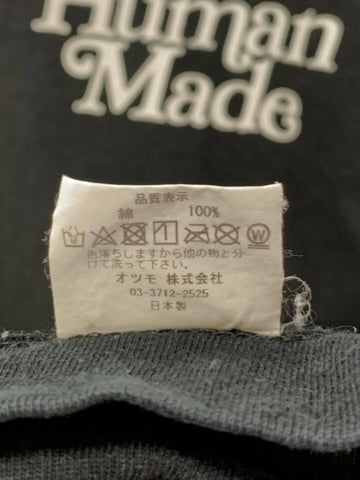 Human
Made
品質表示
綿 100%
W
色落ちしますから他の物と分
けて洗って下さい。
オツモ 株式会社
03-3712-2525
日本製